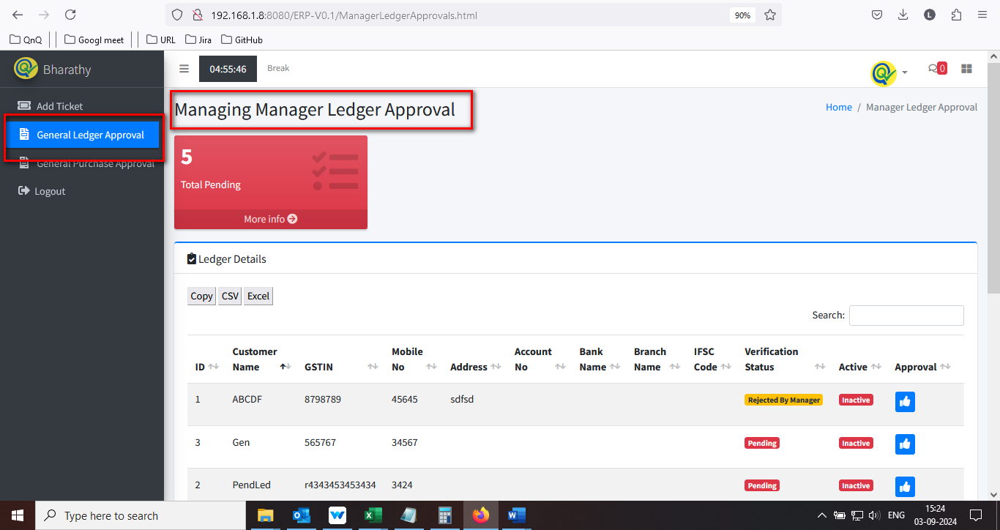 192.168.1.8:8080/ERP-V0.1/ManagerLedgerApprovals.html 90% L
QnQ Googl meet URL Jira GitHub
Bharathy 04:55:46 Break 0
Add Ticket
General Ledger Approval
General Purchase Approval
Logout
Managing Manager Ledger Approval
Home / Manager Ledger Approval
5
Total Pending
More info
Ledger Details
Copy CSV Excel
Search:
ID Customer Name GSTIN Mobile No Address Account No Bank Name Branch Name IFSC Code Verification Status Active Approval
1 ABCDF 8798789 45645 sdfsd Rejected By Manager Inactive
3 Gen 565767 34567 Pending Inactive
2 PendLed r4343453453434 3424 Pending Inactive
Type here to search
ENG 15:24
03-09-2024